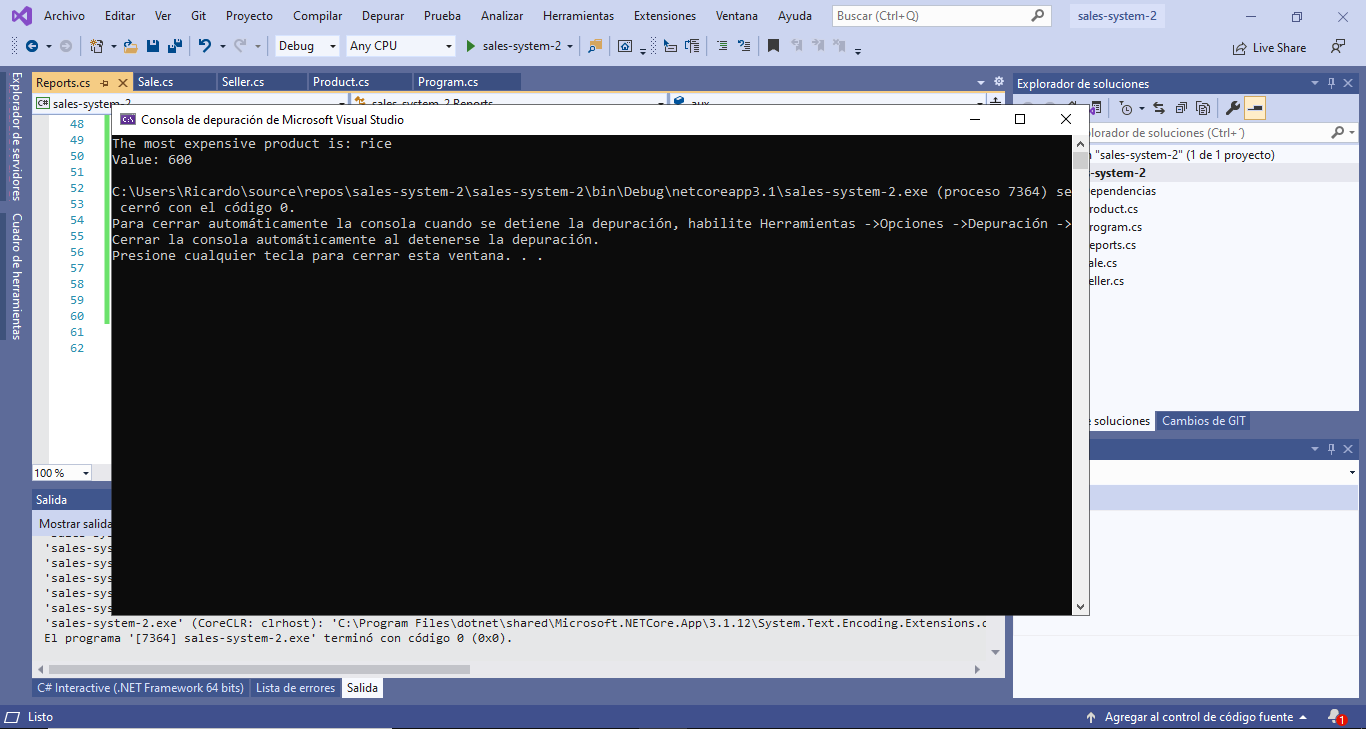 Archivo Editar Ver Git Proyecto Compilar Depurar Prueba Analizar Herramientas Extensiones Ventana Ayuda Buscar (Ctrl+Q) sales-system-2
Debug Any CPU sales-system-2 Live Share
Explorador de servidores
Cuadro de herramientas
Reports.cs Sale.cs Seller.cs Product.cs Program.cs
C# sales-system-2 sales-system-2.Reports aux
48
49
50
51
52
53
54
55
56
57
58
59
60
61
62
100 %
Consola de depuración de Microsoft Visual Studio
The most expensive product is: rice
Value: 600
C:\Users\Ricardo\source\repos\sales-system-2\sales-system-2\bin\Debug\netcoreapp3.1\sales-system-2.exe (proceso 7364) se
cerró con el código 0.
Para cerrar automáticamente la consola cuando se detiene la depuración, habilite Herramientas ->Opciones ->Depuración ->
Cerrar la consola automáticamente al detenerse la depuración.
Presione cualquier tecla para cerrar esta ventana. . .
Explorador de soluciones
plorador de soluciones (Ctrl+´)
"sales-system-2" (1 de 1 proyecto)
-system-2
ependencias
roduct.cs
rogram.cs
eports.cs
ale.cs
eller.cs
e soluciones Cambios de GIT
Salida
Mostrar salida
'sales-sys
'sales-sys
'sales-sys
'sales-sys
'sales-sys
'sales-sys
'sales-system-2.exe' (CoreCLR: clrhost): 'C:\Program Files\dotnet\shared\Microsoft.NETCore.App\3.1.12\System.Text.Encoding.Extensions.d
El programa '[7364] sales-system-2.exe' terminó con código 0 (0x0).
C# Interactive (.NET Framework 64 bits) Lista de errores Salida
Listo Agregar al control de código fuente 1